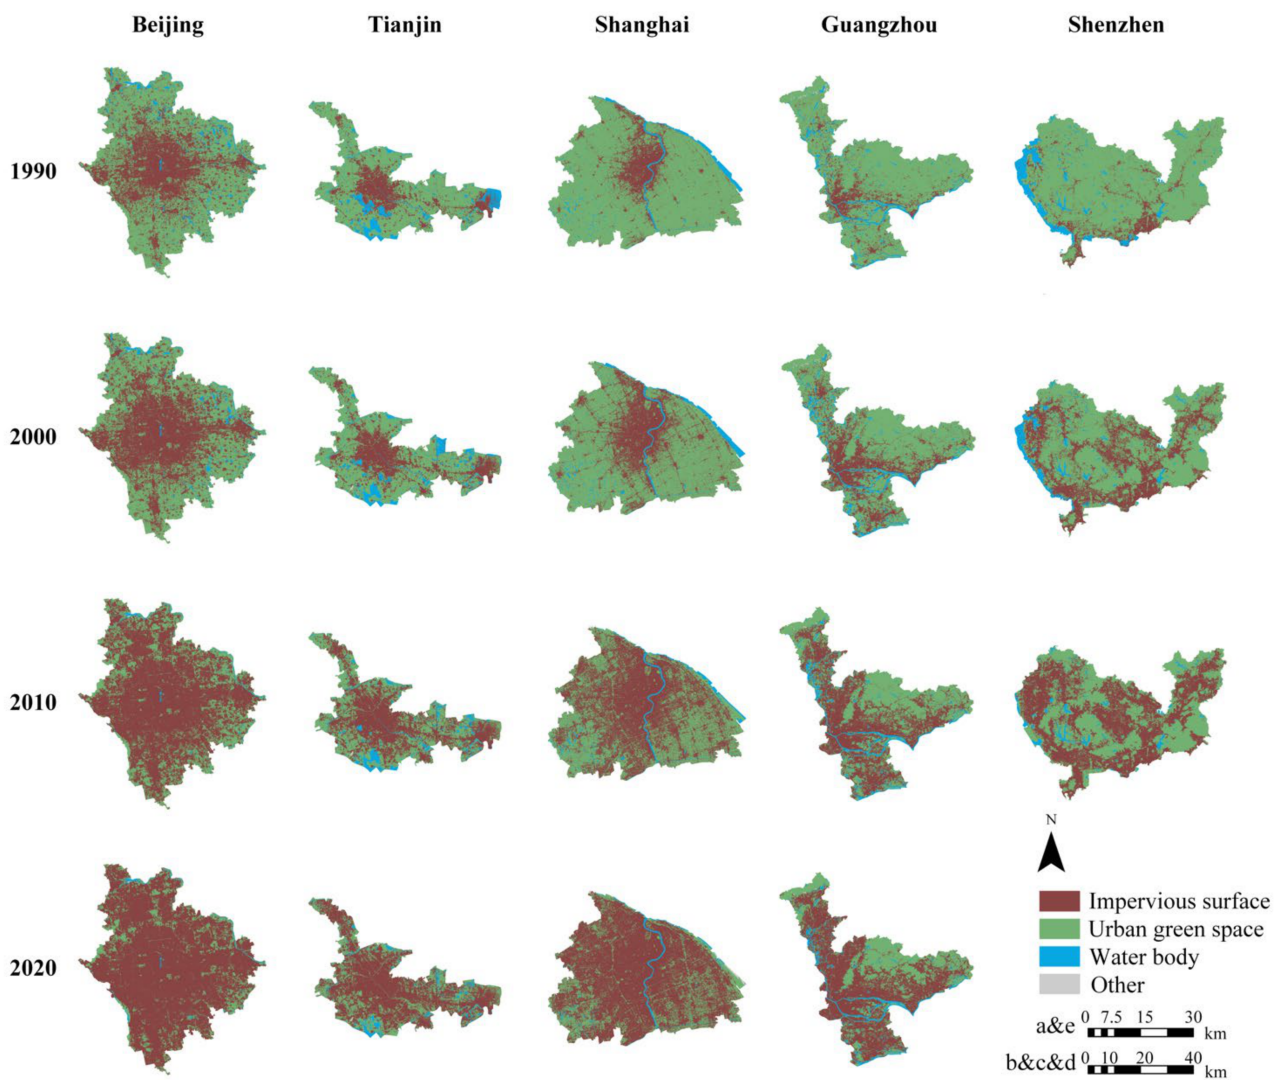 Beijing Tianjin Shanghai Guangzhou Shenzhen
1990
2000
2010
N
Impervious surface
Urban green space
2020
Water body
Other
a&e 0 7.5 15 30 km
b&c&d 0 10 20 40 km